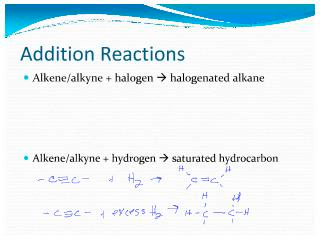 Addition Reactions
Alkene/alkyne + halogen → halogenated alkane
Alkene/alkyne + hydrogen → saturated hydrocarbon
H H
-C≡C- + H₂ → C=C
H H
-C≡C- + excess H₂ → H-C-C-H